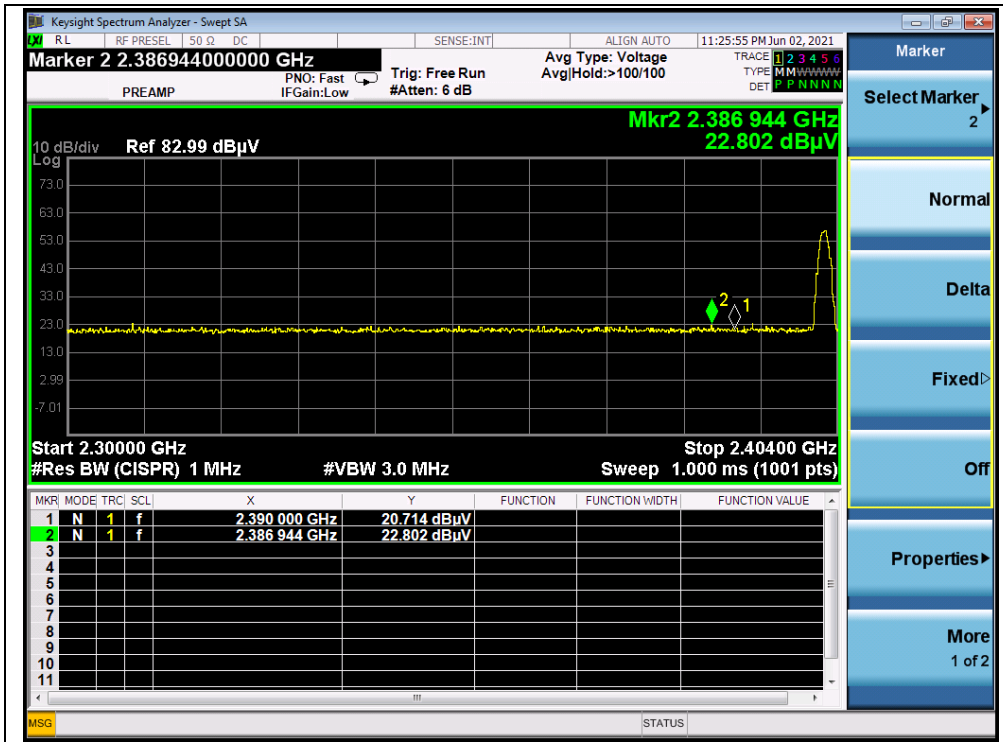 Keysight Spectrum Analyzer - Swept SA
LXI RL RF PRESEL 50 Ω DC SENSE:INT ALIGN AUTO 11:25:55 PM Jun 02, 2021
Marker 2 2.386944000000 GHz
PREAMP
PNO: Fast
IFGain:Low
Trig: Free Run
#Atten: 6 dB
Avg Type: Voltage
Avg|Hold:>100/100
TRACE 1 2 3 4 5 6
TYPE M M W W W W
DET P P N N N N
Mkr2 2.386 944 GHz
22.802 dBµV
10 dB/div Ref 82.99 dBµV
Log
73.0
63.0
53.0
43.0
33.0
23.0
13.0
2.99
-7.01
2 1
Start 2.30000 GHz Stop 2.40400 GHz
#Res BW (CISPR) 1 MHz #VBW 3.0 MHz Sweep 1.000 ms (1001 pts)
MKR MODE TRC SCL X Y FUNCTION FUNCTION WIDTH FUNCTION VALUE
1 N 1 f 2.390 000 GHz 20.714 dBµV
2 N 1 f 2.386 944 GHz 22.802 dBµV
3
4
5
6
7
8
9
10
11
MSG STATUS
Marker
Select Marker
2
Normal
Delta
Fixed
Off
Properties
More
1 of 2